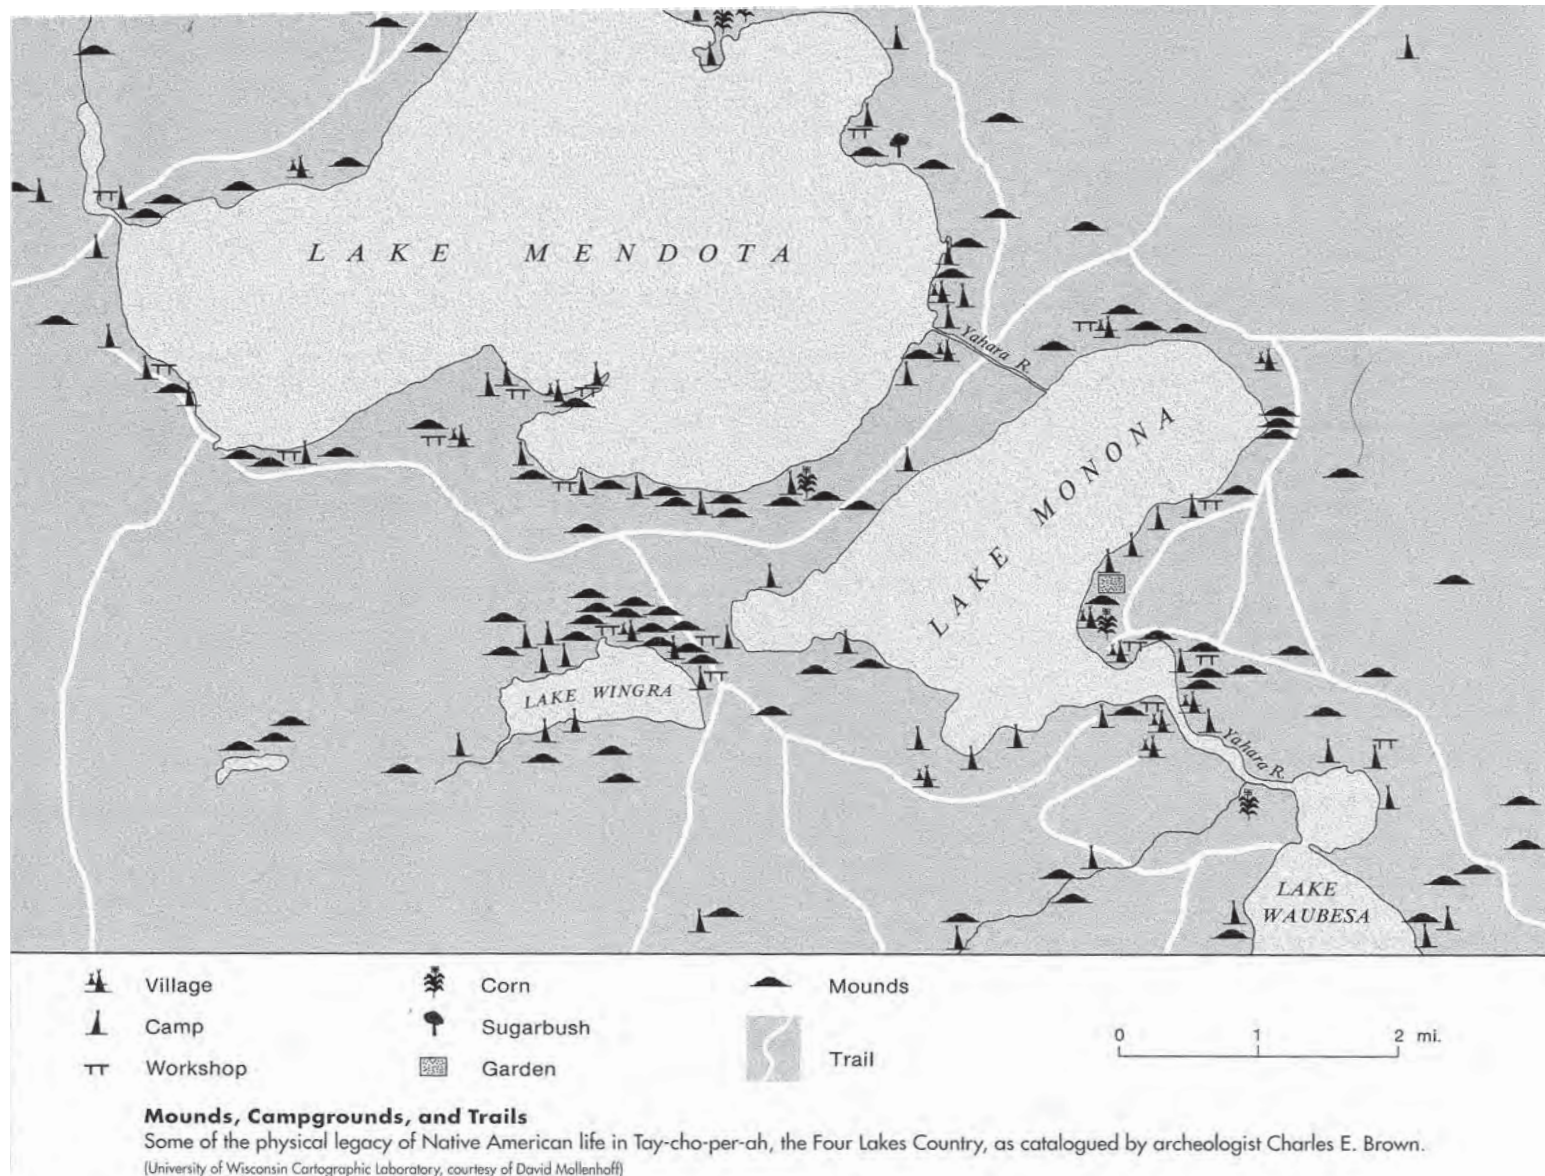 LAKE MENDOTA
Yahara R.
LAKE MONONA
LAKE WINGRA
Yahara R.
LAKE
WAUBESA
Village
Corn
Mounds
Camp
Sugarbush
Trail
Workshop
Garden
0 1 2 mi.
Mounds, Campgrounds, and Trails
Some of the physical legacy of Native American life in Tay-cho-per-ah, the Four Lakes Country, as catalogued by archeologist Charles E. Brown.
(University of Wisconsin Cartographic Laboratory, courtesy of David Mollenhoff)